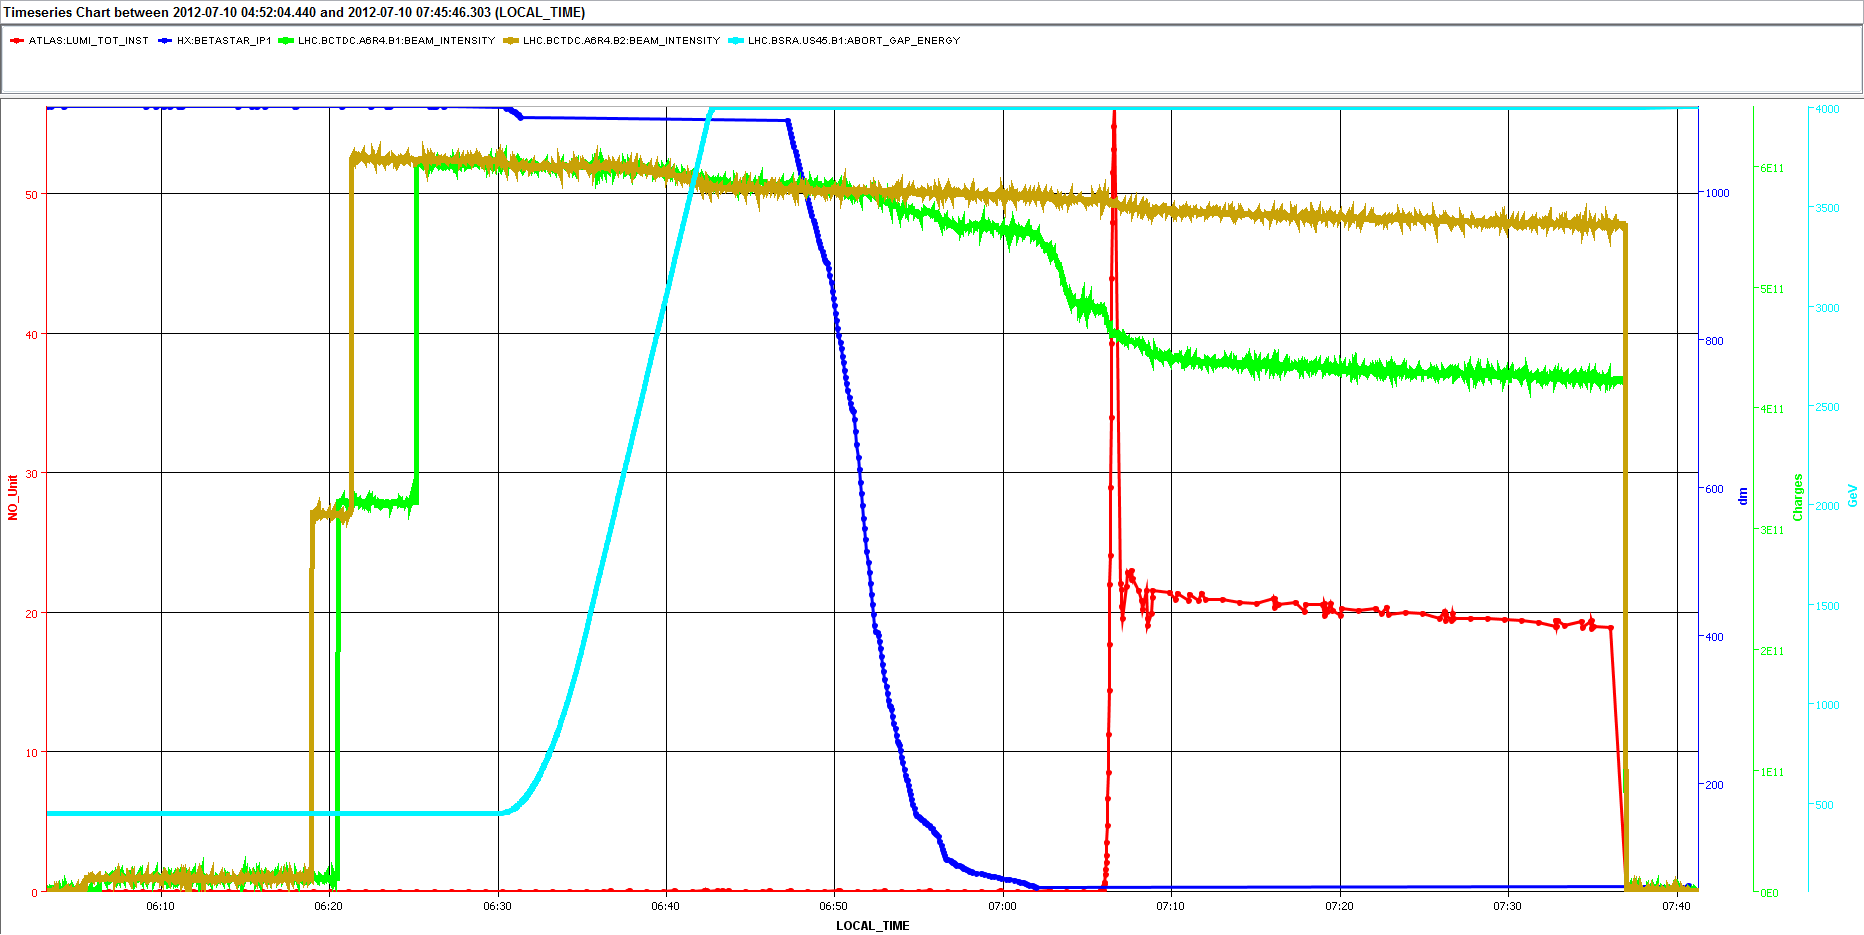 Timeseries Chart between 2012-07-10 04:52:04.440 and 2012-07-10 07:45:46.303 (LOCAL_TIME)
ATLAS:LUMI_TOT_INST HX:BETASTAR_IP1 LHC.BCTDC.A6R4.B1:BEAM_INTENSITY LHC.BCTDC.A6R4.B2:BEAM_INTENSITY LHC.BSRA.US45.B1:ABORT_GAP_ENERGY
NO_Unit
50
40
30
20
10
0
1000
800
600
400
200
dm
6E11
5E11
4E11
3E11
2E11
1E11
0E0
Charges
4000
3500
3000
2500
2000
1500
1000
500
GeV
06:10 06:20 06:30 06:40 06:50 07:00 07:10 07:20 07:30 07:40
LOCAL_TIME